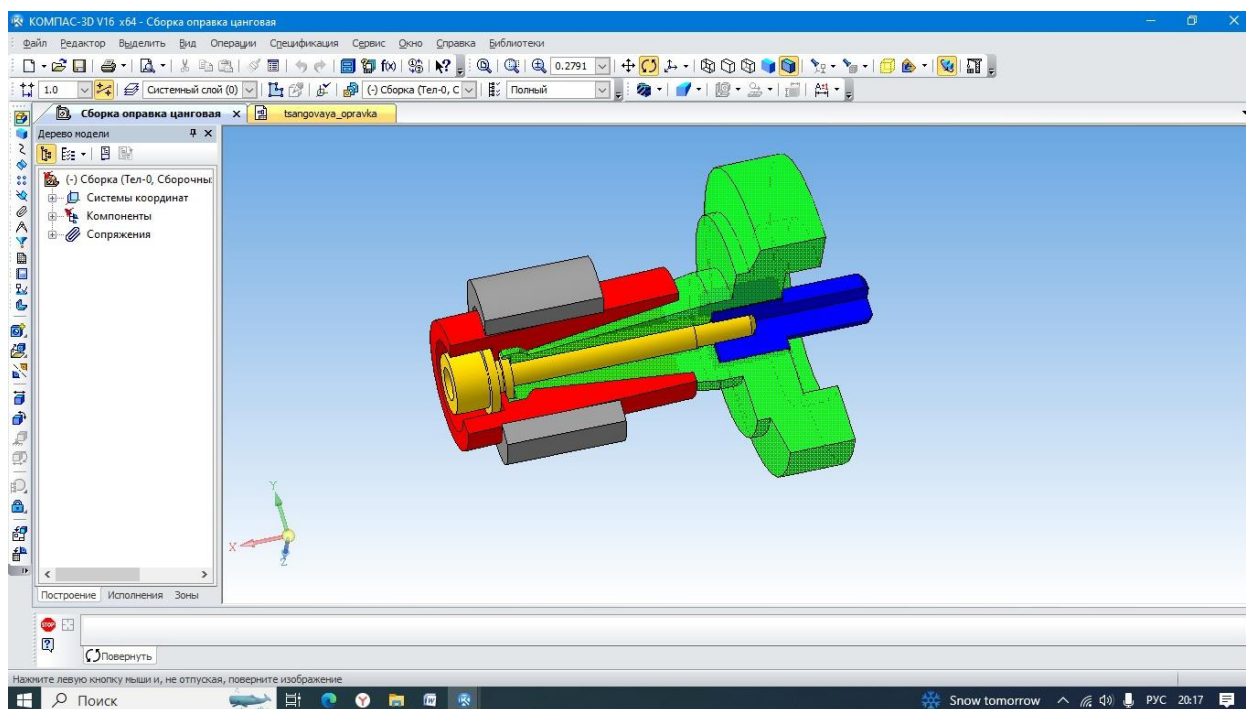 КОМПАС-3D V16 x64 - Сборка оправка цанговая
Файл Редактор Выделить Вид Операции Спецификация Сервис Окно Справка Библиотеки
0.2791
1.0 Системный слой (0) (-) Сборка (Тел-0, С Полный
Сборка оправка цанговая tsangovaya_opravka
Дерево модели
(-) Сборка (Тел-0, Сборочны
Системы координат
Компоненты
Сопряжения
Y
X
Z
Построение Исполнения Зоны
STOP
Повернуть
Нажмите левую кнопку мыши и, не отпуская, поверните изображение
Поиск Snow tomorrow РУС 20:17